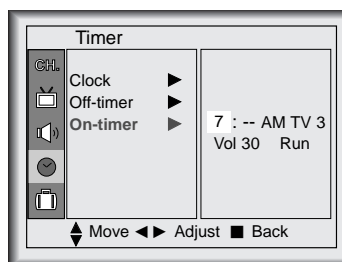 Timer
CH.
Clock ▶
Off-timer ▶
On-timer ▶
7 : -- AM TV 3
Vol 30 Run
▲▼ Move ◀ ▶ Adjust ■ Back